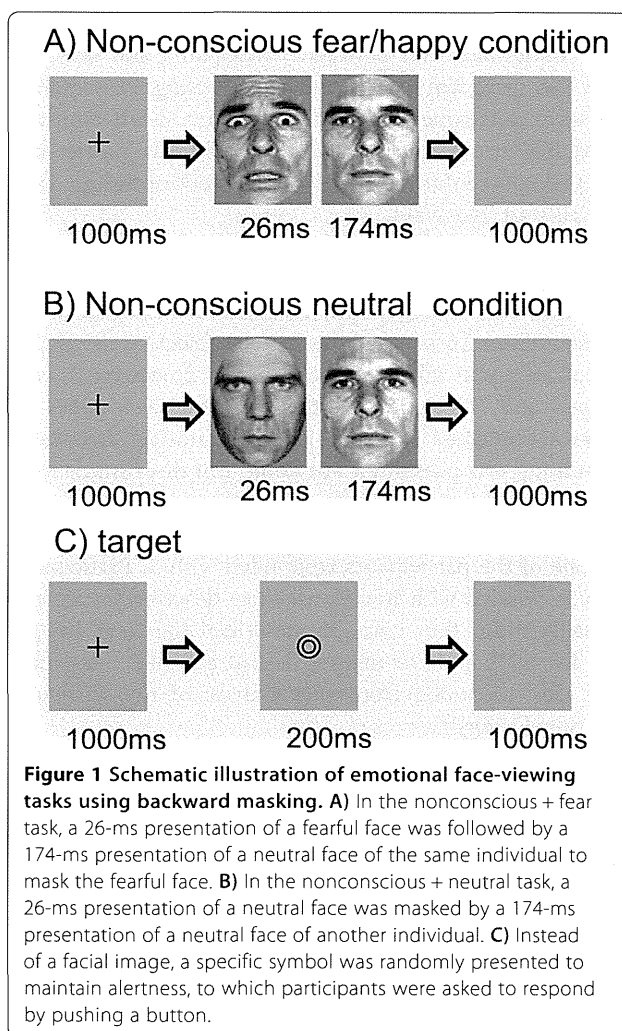 A) Non-conscious fear/happy condition
1000ms
26ms 174ms
1000ms
B) Non-conscious neutral condition
1000ms
26ms 174ms
1000ms
C) target
1000ms
200ms
1000ms
Figure 1 Schematic illustration of emotional face-viewing
tasks using backward masking. A) In the nonconscious + fear
task, a 26-ms presentation of a fearful face was followed by a
174-ms presentation of a neutral face of the same individual to
mask the fearful face. B) In the nonconscious + neutral task, a
26-ms presentation of a neutral face was masked by a 174-ms
presentation of a neutral face of another individual. C) Instead
of a facial image, a specific symbol was randomly presented to
maintain alertness, to which participants were asked to respond
by pushing a button.